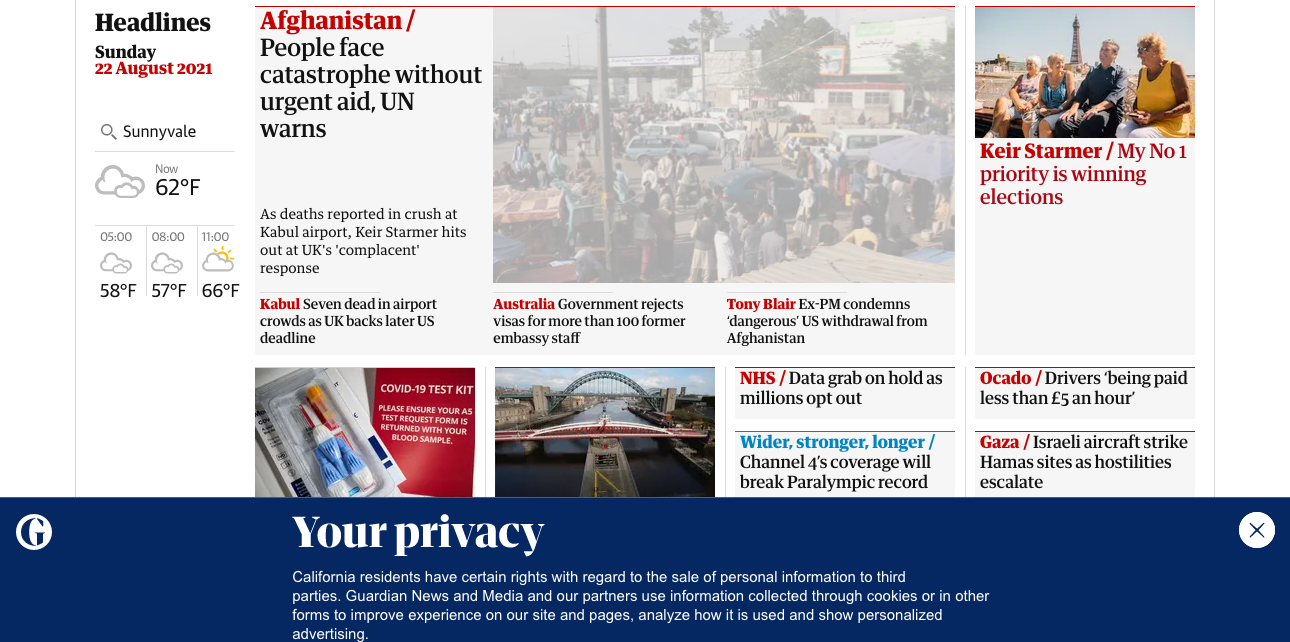 Headlines
Sunday
22 August 2021
Sunnyvale
Now
62°F
05:00
08:00
11:00
58°F
57°F
66°F
Afghanistan /
People face
catastrophe without
urgent aid, UN
warns
As deaths reported in crush at
Kabul airport, Keir Starmer hits
out at UK's 'complacent'
response
Kabul Seven dead in airport
crowds as UK backs later US
deadline
Australia Government rejects
visas for more than 100 former
embassy staff
Tony Blair Ex-PM condemns
‘dangerous’ US withdrawal from
Afghanistan
Keir Starmer / My No 1
priority is winning
elections
COVID-19 TEST KIT
PLEASE ENSURE YOUR A5
TEST REQUEST FORM IS
RETURNED WITH YOUR
BLOOD SAMPLE.
NHS / Data grab on hold as
millions opt out
Wider, stronger, longer /
Channel 4’s coverage will
break Paralympic record
Ocado / Drivers ‘being paid
less than £5 an hour’
Gaza / Israeli aircraft strike
Hamas sites as hostilities
escalate
G
Your privacy
California residents have certain rights with regard to the sale of personal information to third
parties. Guardian News and Media and our partners use information collected through cookies or in other
forms to improve experience on our site and pages, analyze how it is used and show personalized
advertising.